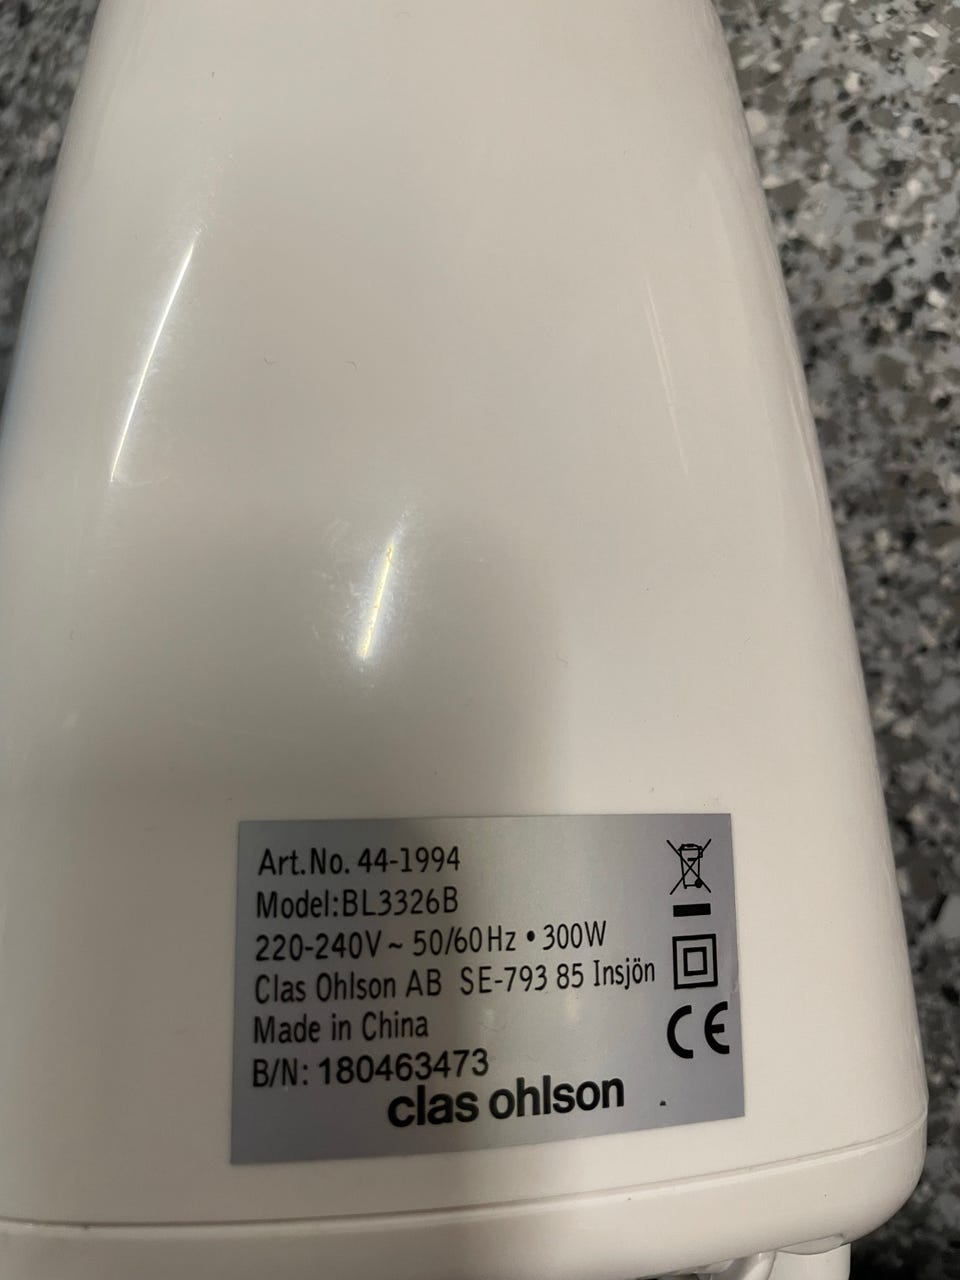 Art.No. 44-1994
Model:BL3326B
220-240V ~ 50/60Hz • 300W
Clas Ohlson AB SE-793 85 Insjön
Made in China
B/N: 180463473
clas ohlson
CE